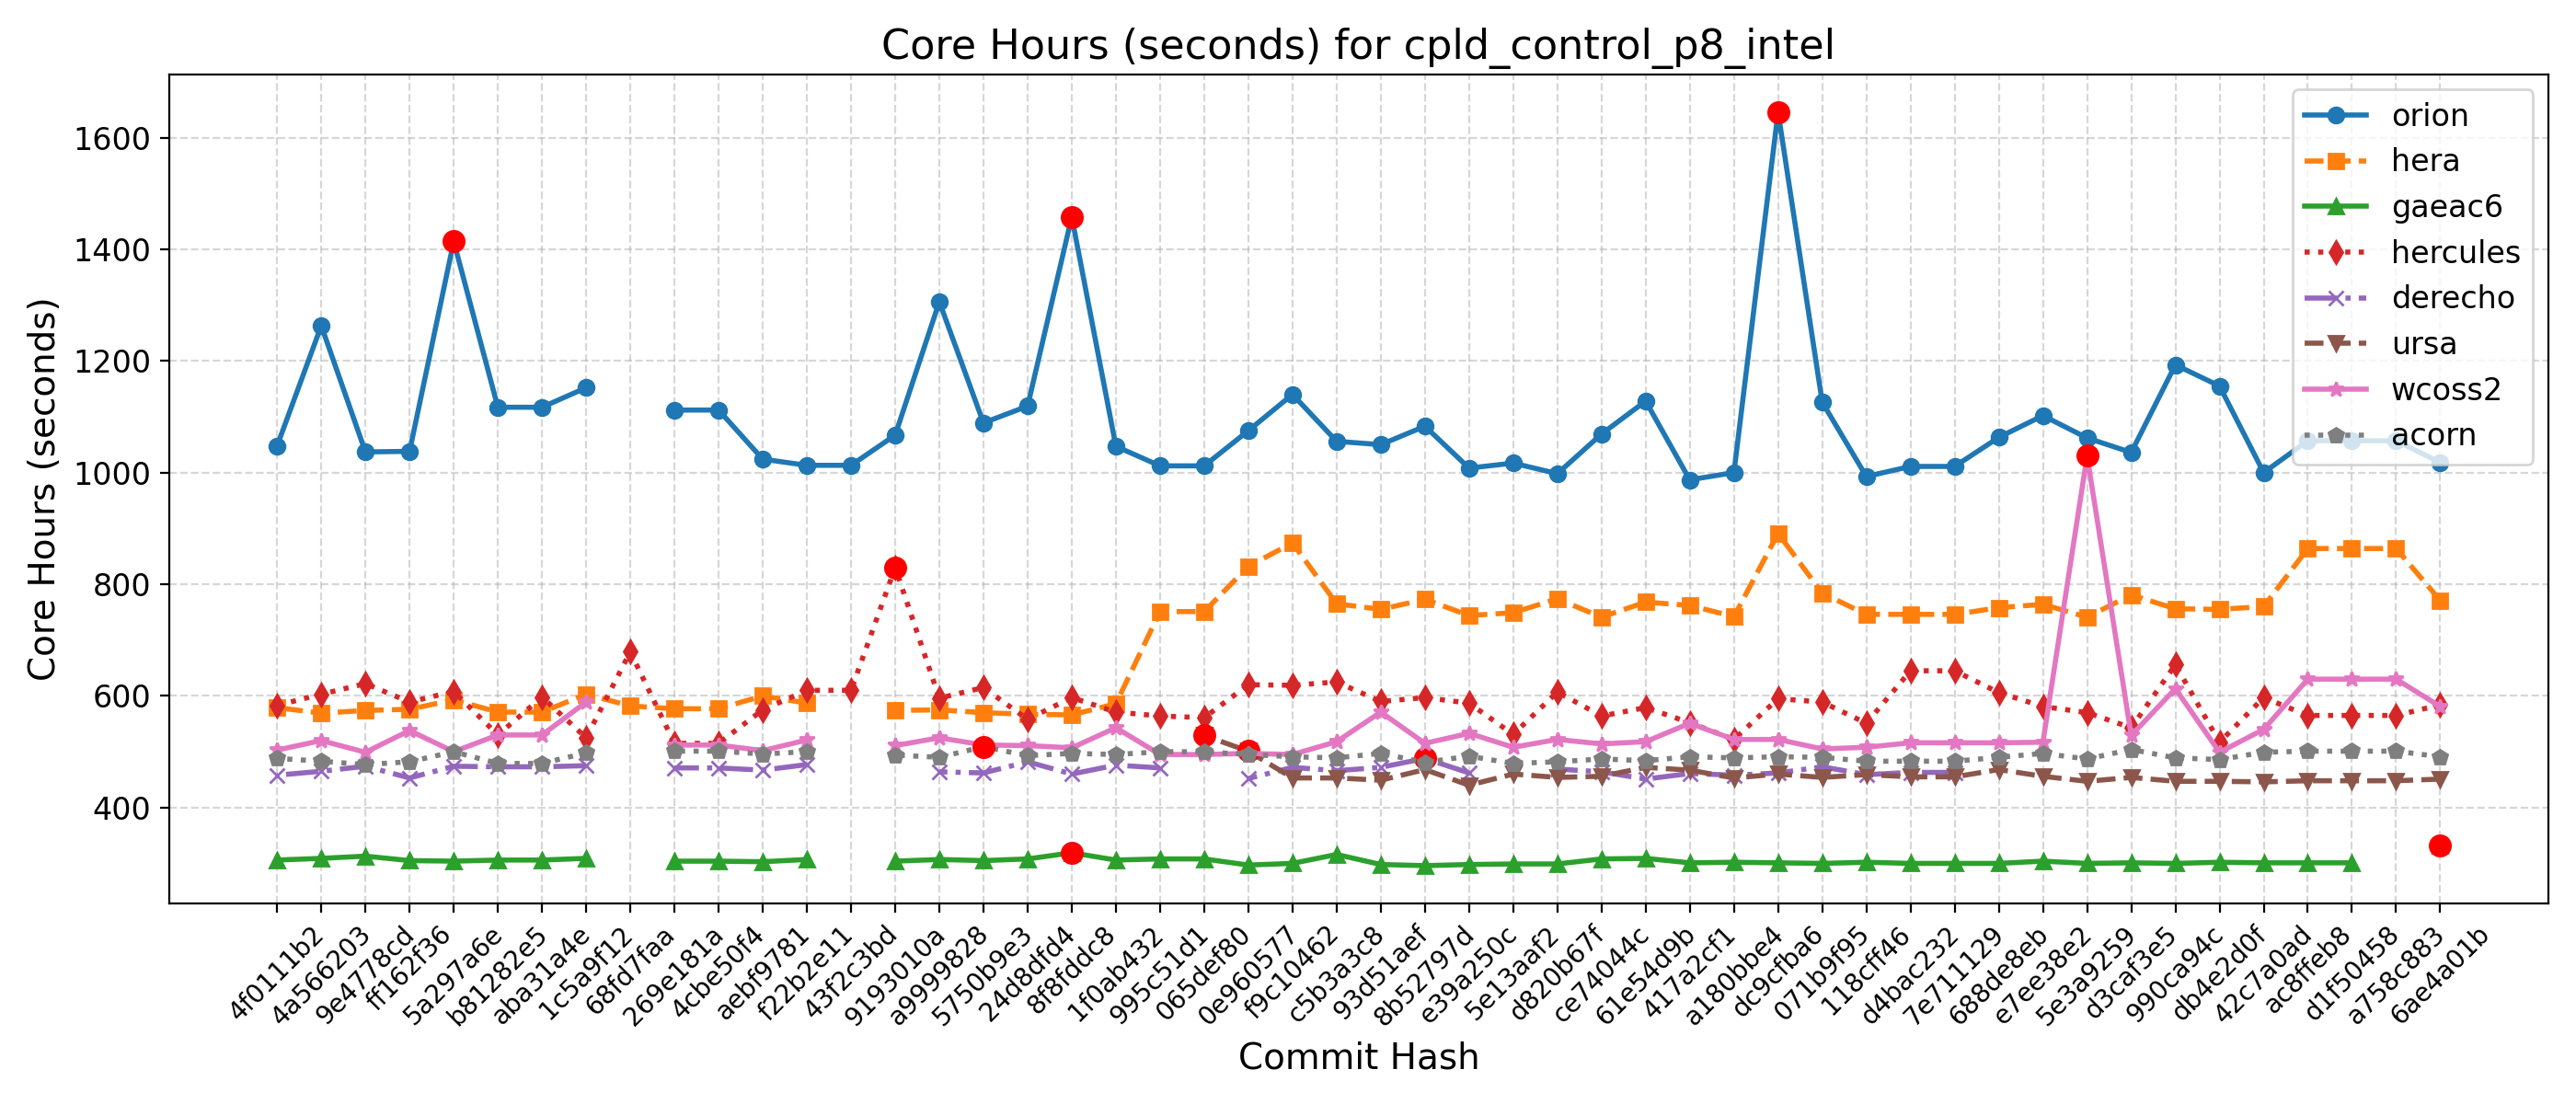 Core Hours (seconds) for cpld_control_p8_intel
Core Hours (seconds)
1600
1400
1200
1000
800
600
400
orion
hera
gaeac6
hercules
derecho
ursa
wcoss2
acorn
4f0111b2
4a566203
9e4778cd
ff162f36
5a297a6e
b81282e5
aba31a4e
1c5a9f12
68fd7faa
269e181a
4cbe50f4
aebf9781
f22b2e11
43f2c3bd
9193010a
a9999828
5750b9e3
24d8dfd4
8f8fddc8
1f0ab432
995c51d1
065def80
0e960577
f9c10462
c5b3a3c8
93d51aef
8b52797d
e39a250c
5e13aaf2
d820b67f
ce74044c
61e54d9b
417a2cf1
a180bbe4
dc9cfba6
071b9f95
118cff46
d4bac232
7e711129
688de8eb
e7ee38e2
5e3a9259
d3caf3e5
990ca94c
db4e2d0f
42c7a0ad
ac8ffeb8
d1f50458
a758c883
6ae4a01b
Commit Hash